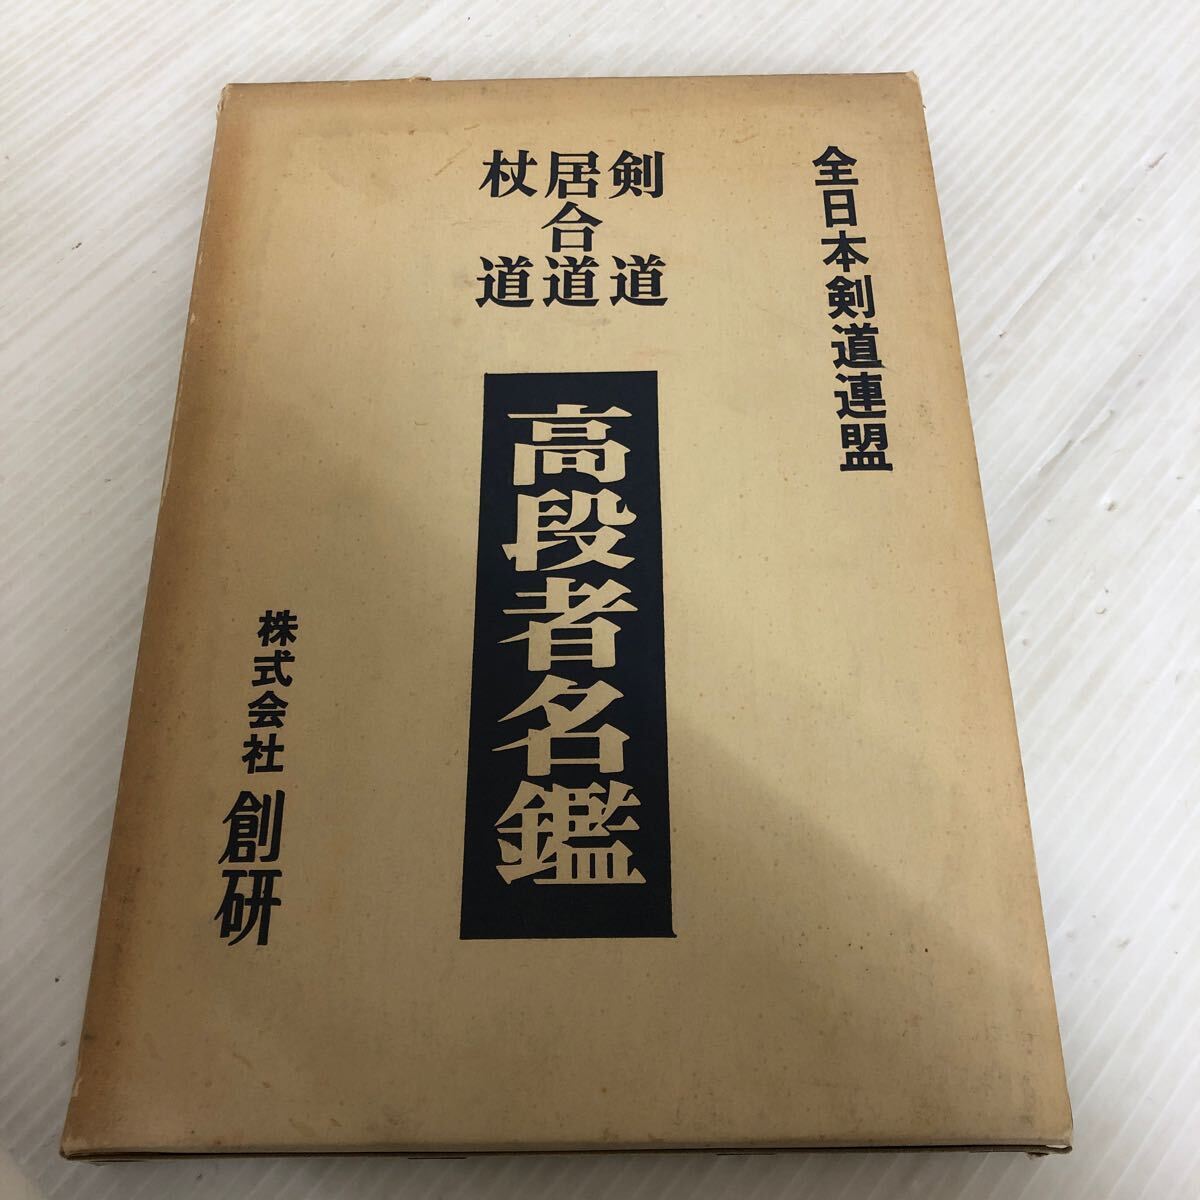 全日本剣道連盟
剣道
居合道
杖道
高段者名鑑
株式会社 創研